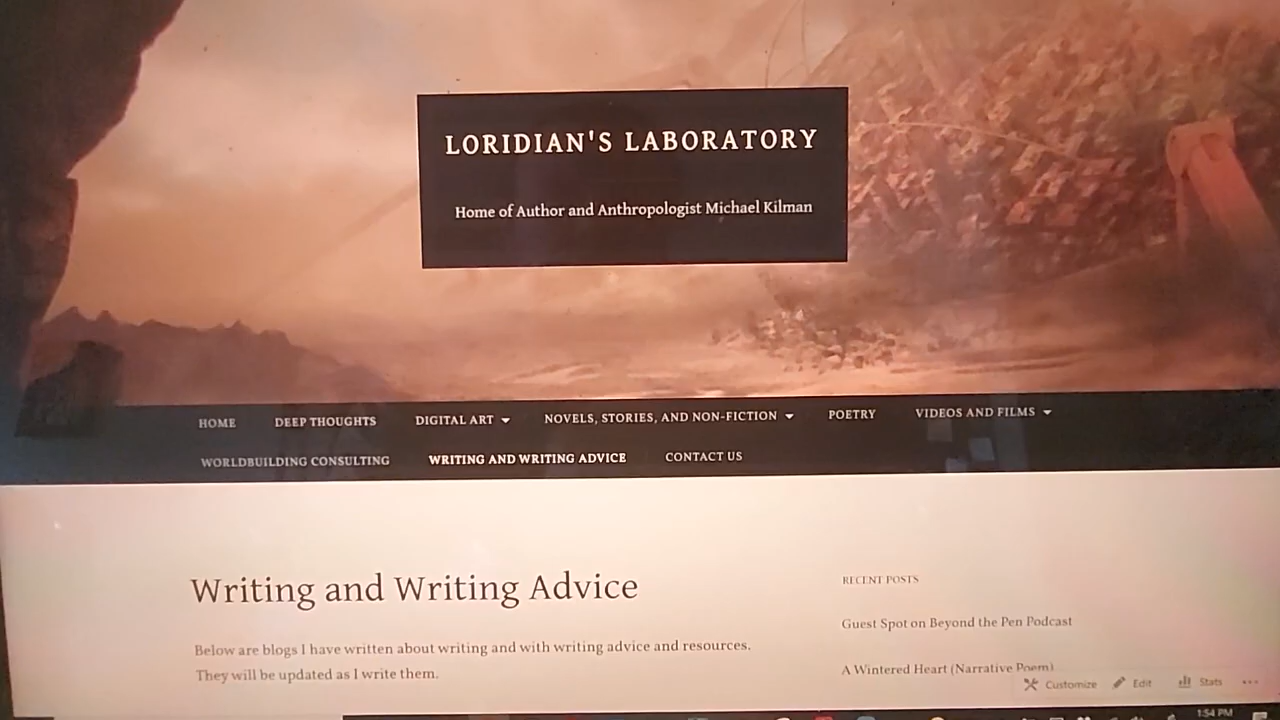 LORIDIAN'S LABORATORY
Home of Author and Anthropologist Michael Kilman
HOME DEEP THOUGHTS DIGITAL ART NOVELS, STORIES, AND NON-FICTION POETRY VIDEOS AND FILMS
WORLDBUILDING CONSULTING WRITING AND WRITING ADVICE CONTACT US
Writing and Writing Advice
Below are blogs I have written about writing and with writing advice and resources.
They will be updated as I write them.
RECENT POSTS
Guest Spot on Beyond the Pen Podcast
A Wintered Heart (Narrative Poem)
Customize Edit Stats
1:54 PM